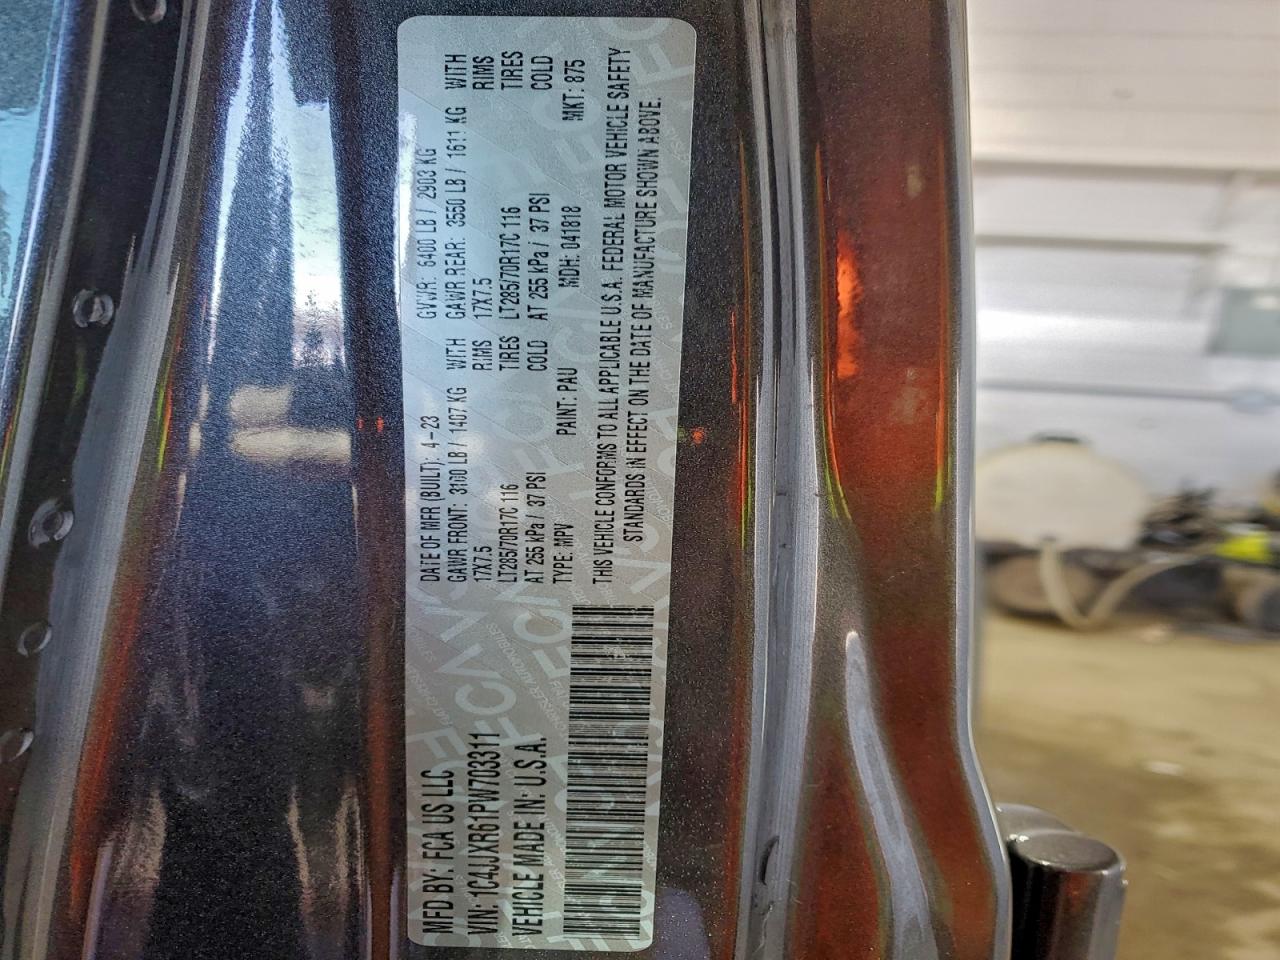 MFD BY: FCA US LLC DATE OF MFR (BUILT): 4-23 GVWR: 6400 LB / 2903 KG
VIN: 1C4JJXR61PW703311 GAWR FRONT: 3100 LB / 1407 KG WITH GAWR REAR: 3550 LB / 1611 KG WITH
VEHICLE MADE IN: U.S.A. 17X7.5 RIMS 17X7.5 RIMS
LT285/70R17C 116 TIRES LT285/70R17C 116 TIRES
AT 255 kPa / 37 PSI COLD AT 255 kPa / 37 PSI COLD
TYPE: MPV PAINT: PAU MDH: 041818 MKT: 875
THIS VEHICLE CONFORMS TO ALL APPLICABLE U.S.A. FEDERAL MOTOR VEHICLE SAFETY
STANDARDS IN EFFECT ON THE DATE OF MANUFACTURE SHOWN ABOVE.